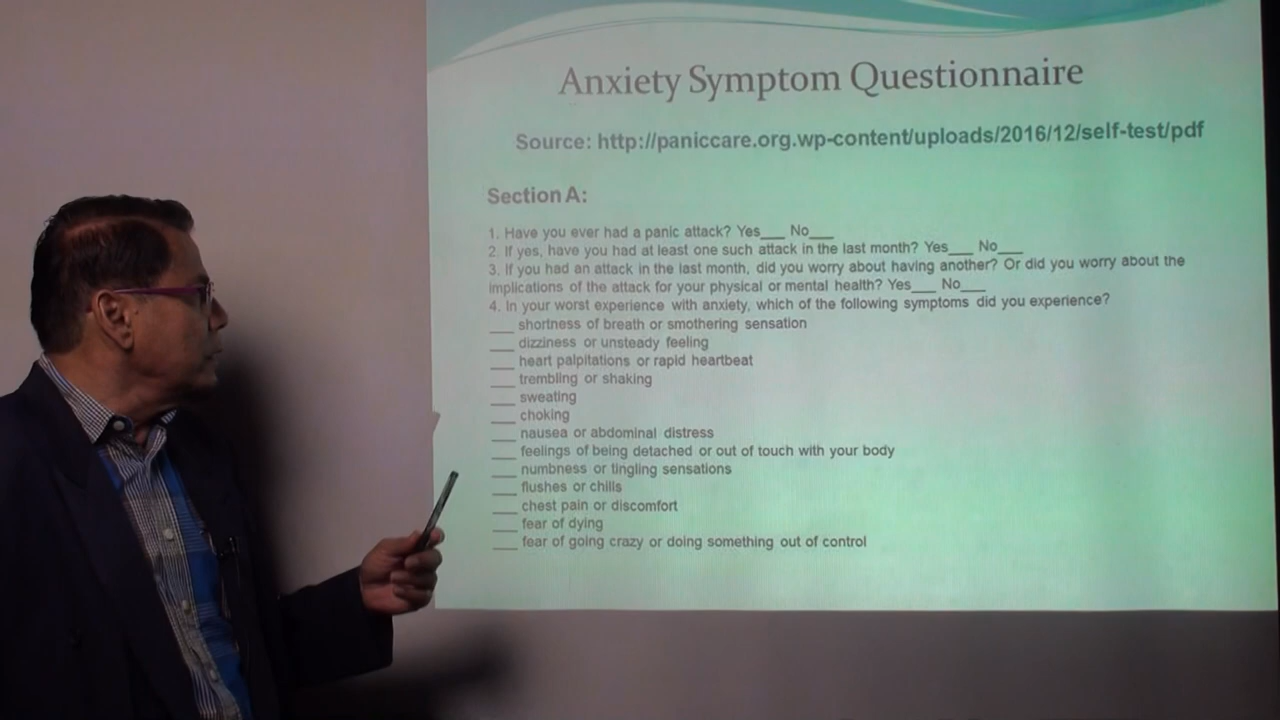 Anxiety Symptom Questionnaire
Source: http://paniccare.org.wp-content/uploads/2016/12/self-test/pdf
Section A:
1. Have you ever had a panic attack? Yes___ No___
2. If yes, have you had at least one such attack in the last month? Yes___ No___
3. If you had an attack in the last month, did you worry about having another? Or did you worry about the
implications of the attack for your physical or mental health? Yes___ No___
4. In your worst experience with anxiety, which of the following symptoms did you experience?
___ shortness of breath or smothering sensation
___ dizziness or unsteady feeling
___ heart palpitations or rapid heartbeat
___ trembling or shaking
___ sweating
___ choking
___ nausea or abdominal distress
___ feelings of being detached or out of touch with your body
___ numbness or tingling sensations
___ flushes or chills
___ chest pain or discomfort
___ fear of dying
___ fear of going crazy or doing something out of control